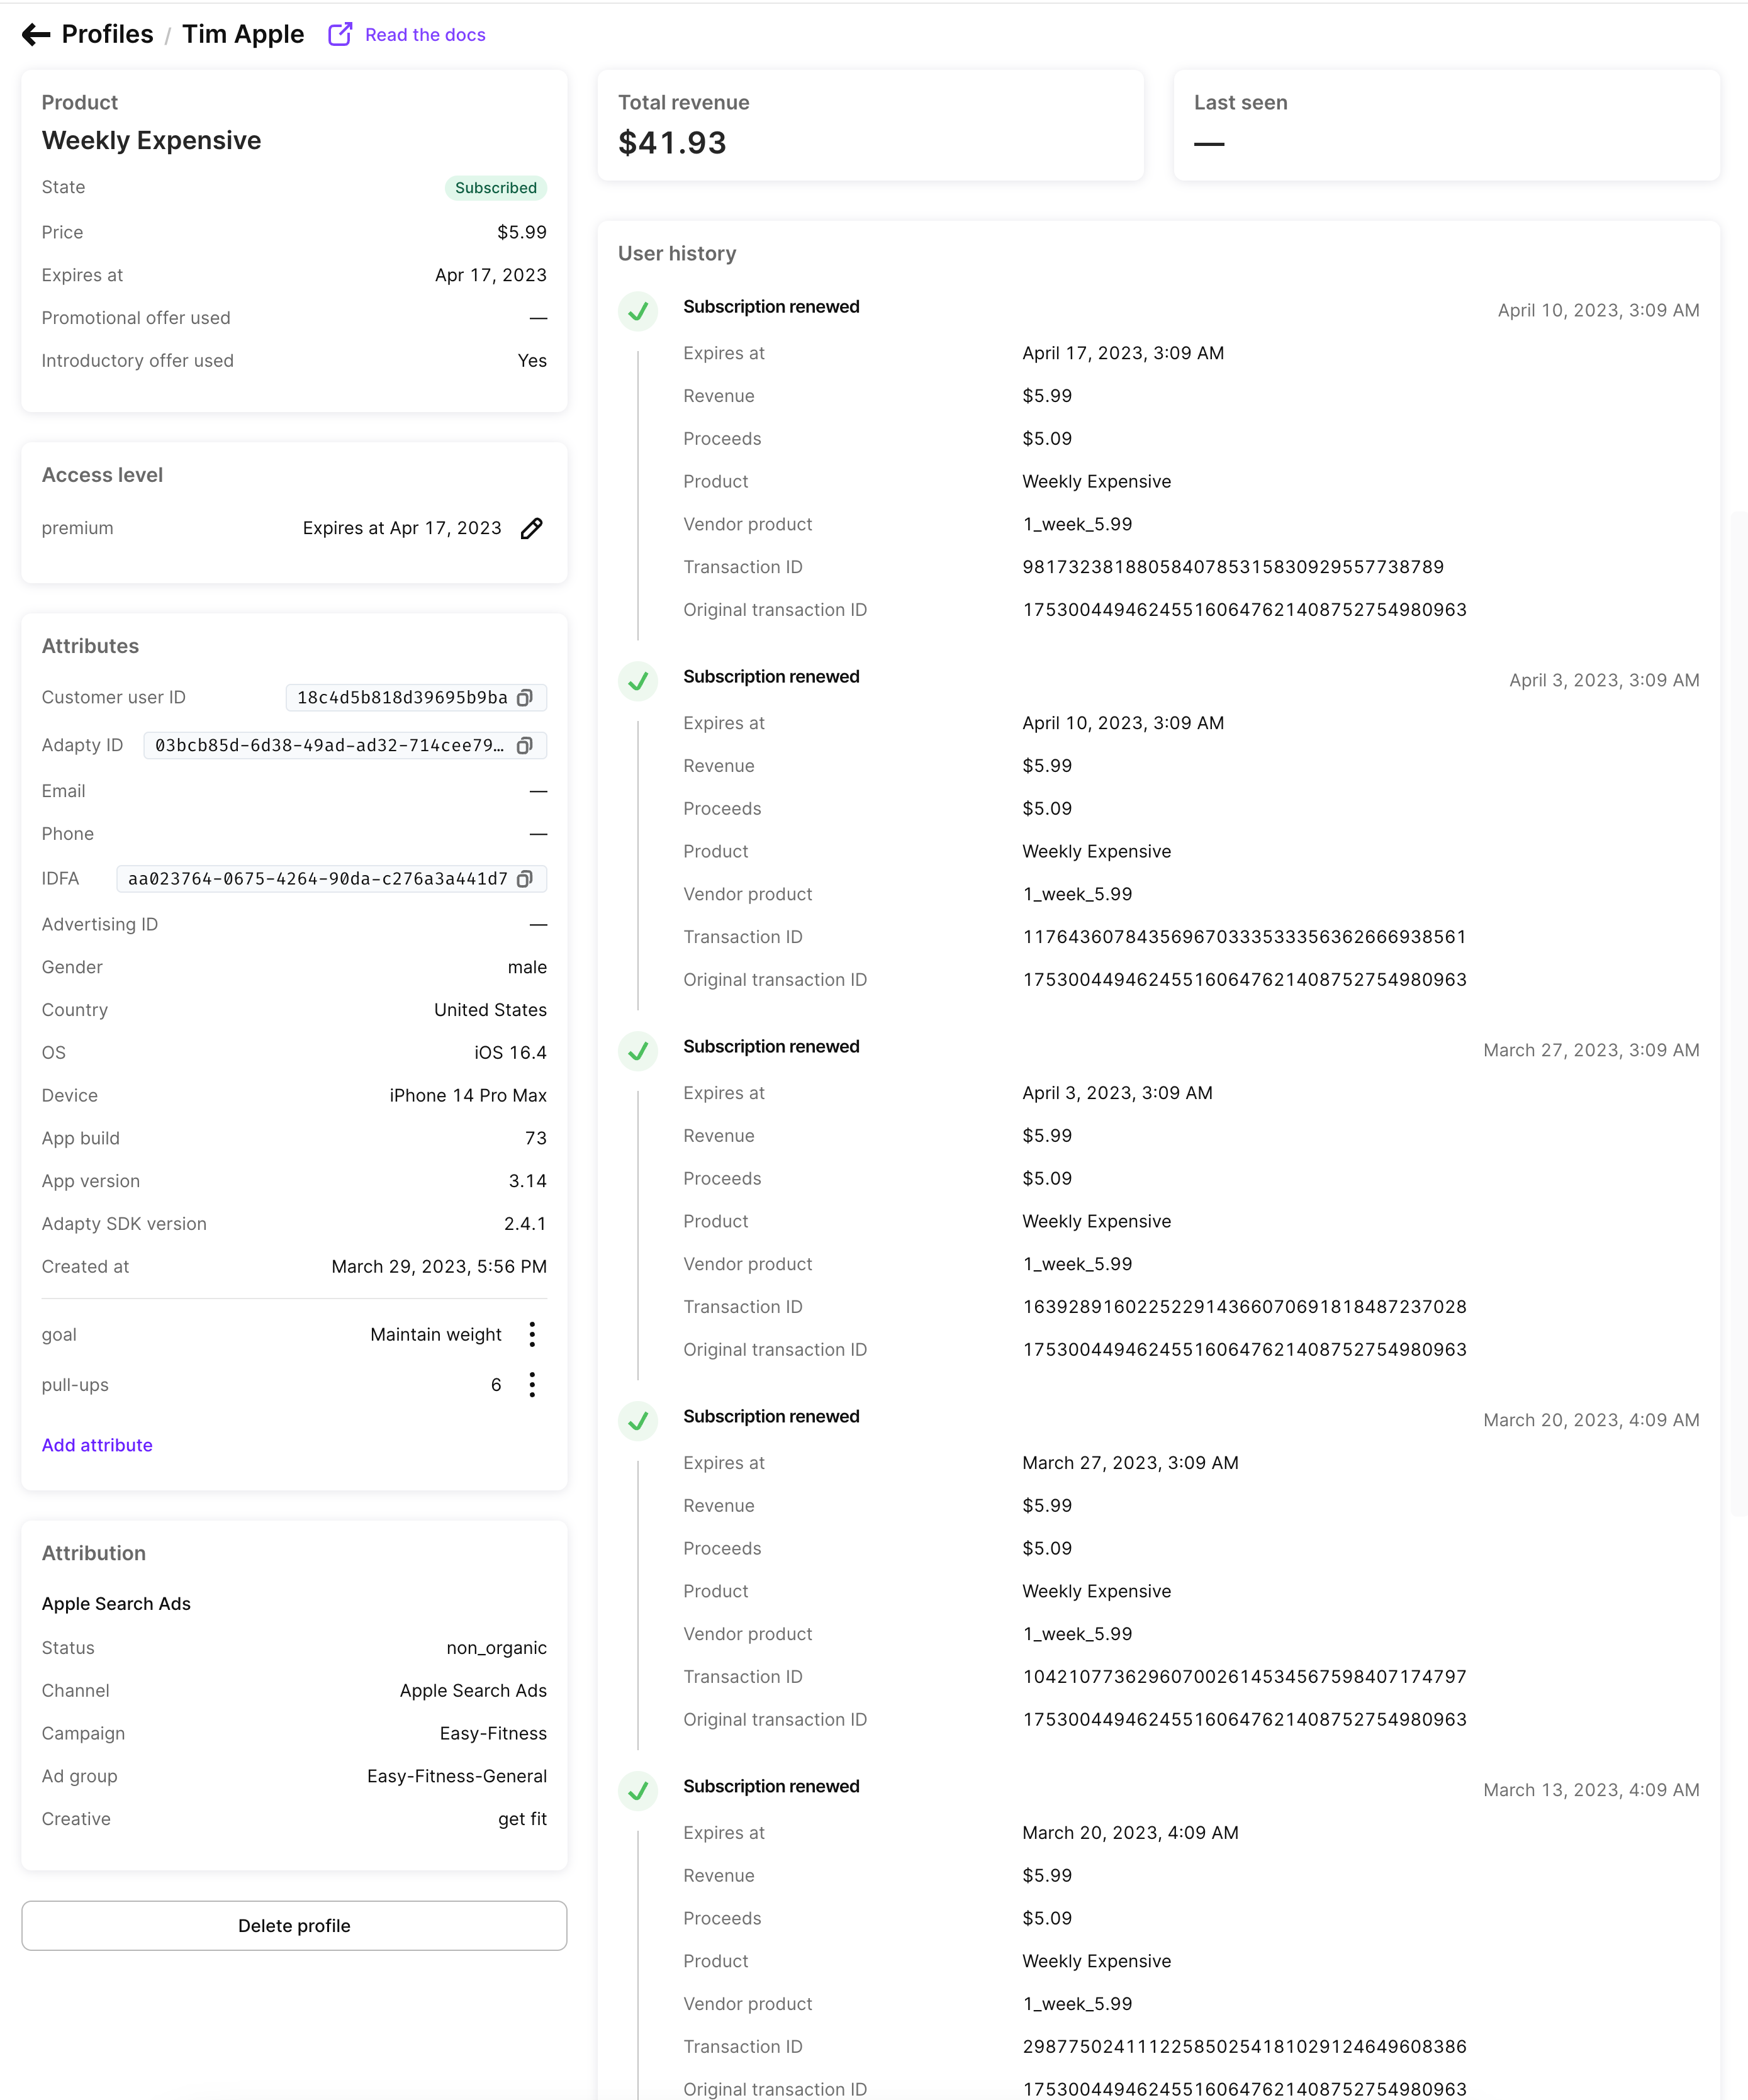 Profiles / Tim Apple Read the docs
Product
Weekly Expensive
State Subscribed
Price $5.99
Expires at Apr 17, 2023
Promotional offer used —
Introductory offer used Yes
Access level
premium Expires at Apr 17, 2023
Attributes
Customer user ID 18c4d5b818d39695b9ba
Adapty ID 03bcb85d-6d38-49ad-ad32-714cee79…
Email —
Phone —
IDFA aa023764-0675-4264-90da-c276a3a441d7
Advertising ID —
Gender male
Country United States
OS iOS 16.4
Device iPhone 14 Pro Max
App build 73
App version 3.14
Adapty SDK version 2.4.1
Created at March 29, 2023, 5:56 PM
goal Maintain weight
pull-ups 6
Add attribute
Attribution
Apple Search Ads
Status non_organic
Channel Apple Search Ads
Campaign Easy-Fitness
Ad group Easy-Fitness-General
Creative get fit
Delete profile
Total revenue
$41.93
Last seen
—
User history
Subscription renewed April 10, 2023, 3:09 AM
Expires at April 17, 2023, 3:09 AM
Revenue $5.99
Proceeds $5.09
Product Weekly Expensive
Vendor product 1_week_5.99
Transaction ID 981732381880584078531583092955773​8789
Original transaction ID 175300449462455160647621408752754980963
Subscription renewed April 3, 2023, 3:09 AM
Expires at April 10, 2023, 3:09 AM
Revenue $5.99
Proceeds $5.09
Product Weekly Expensive
Vendor product 1_week_5.99
Transaction ID 117643607843569670333533356362666938561
Original transaction ID 175300449462455160647621408752754980963
Subscription renewed March 27, 2023, 3:09 AM
Expires at April 3, 2023, 3:09 AM
Revenue $5.99
Proceeds $5.09
Product Weekly Expensive
Vendor product 1_week_5.99
Transaction ID 163928916022522914366070691818487237028
Original transaction ID 175300449462455160647621408752754980963
Subscription renewed March 20, 2023, 4:09 AM
Expires at March 27, 2023, 3:09 AM
Revenue $5.99
Proceeds $5.09
Product Weekly Expensive
Vendor product 1_week_5.99
Transaction ID 104210773629607002614534567598407174797
Original transaction ID 175300449462455160647621408752754980963
Subscription renewed March 13, 2023, 4:09 AM
Expires at March 20, 2023, 4:09 AM
Revenue $5.99
Proceeds $5.09
Product Weekly Expensive
Vendor product 1_week_5.99
Transaction ID 298775024111225850254181029124649608386
Original transaction ID 175300449462455160647621408752754980963